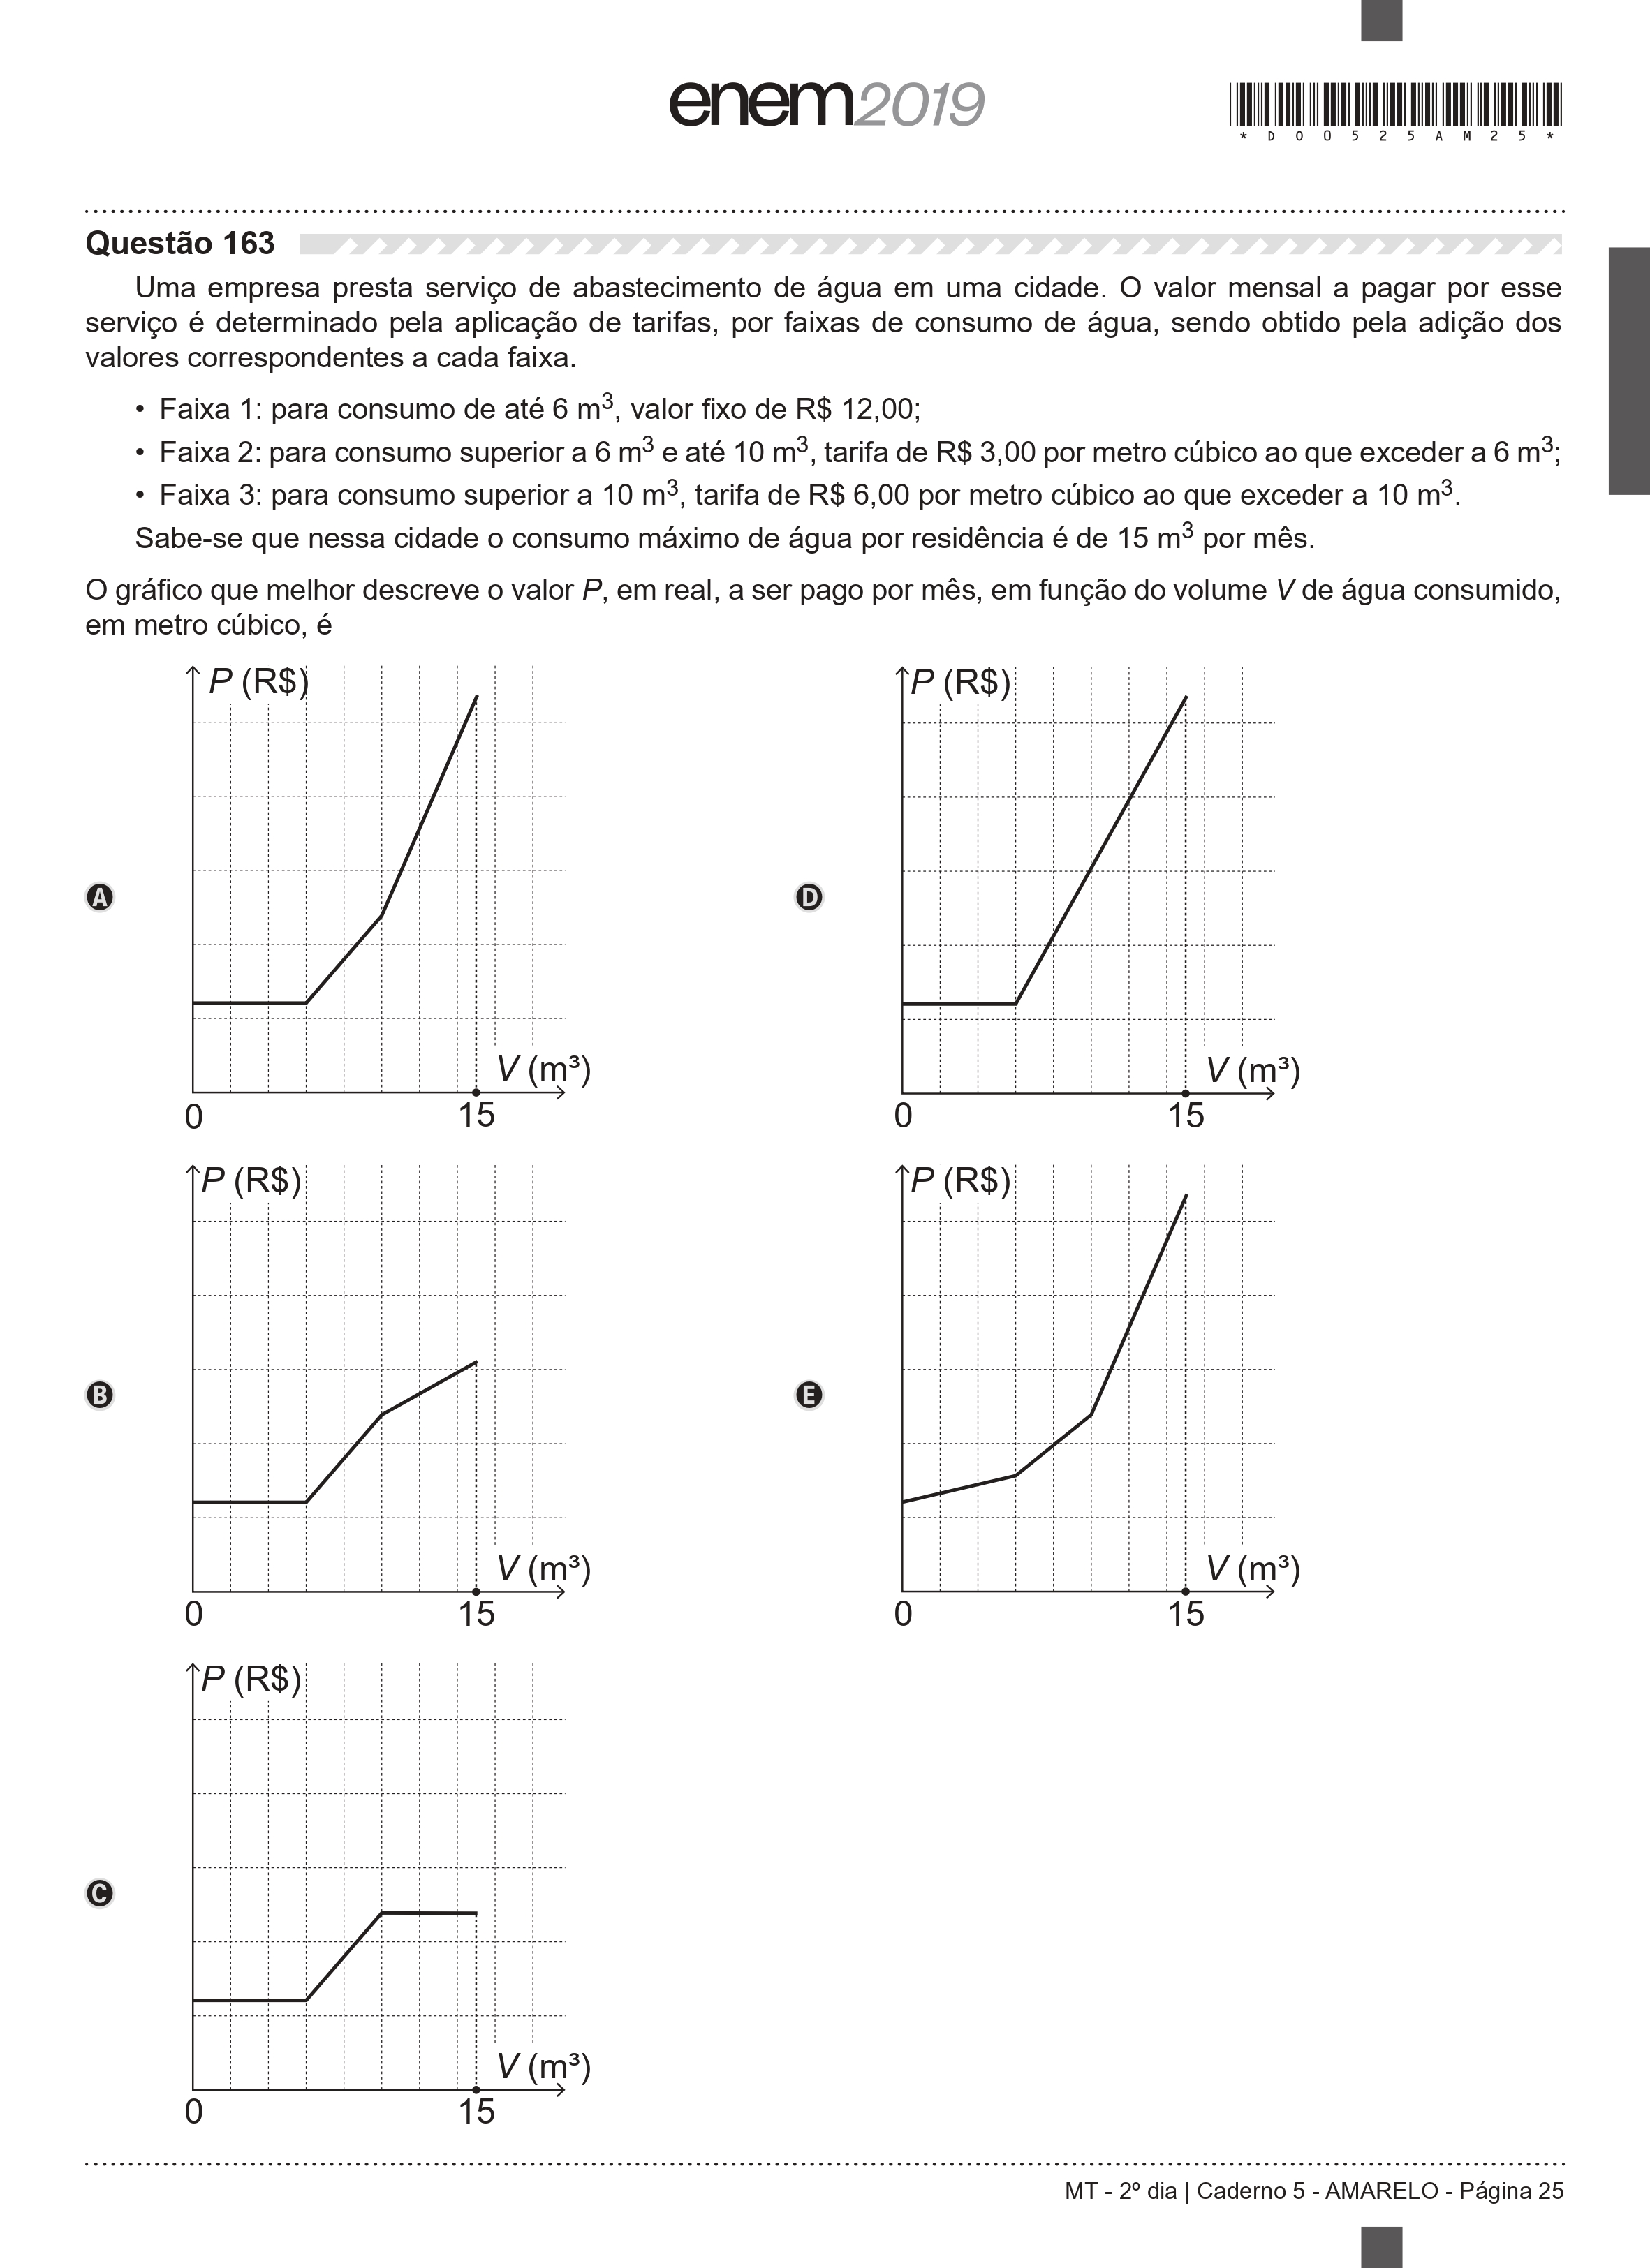 enem2019
*D00525AM25*
Questão 163
Uma empresa presta serviço de abastecimento de água em uma cidade. O valor mensal a pagar por esse
serviço é determinado pela aplicação de tarifas, por faixas de consumo de água, sendo obtido pela adição dos
valores correspondentes a cada faixa.
• Faixa 1: para consumo de até 6 m³, valor fixo de R$ 12,00;
• Faixa 2: para consumo superior a 6 m³ e até 10 m³, tarifa de R$ 3,00 por metro cúbico ao que exceder a 6 m³;
• Faixa 3: para consumo superior a 10 m³, tarifa de R$ 6,00 por metro cúbico ao que exceder a 10 m³.
Sabe-se que nessa cidade o consumo máximo de água por residência é de 15 m³ por mês.
O gráfico que melhor descreve o valor P, em real, a ser pago por mês, em função do volume V de água consumido,
em metro cúbico, é
P (R$)
A
V (m³)
0
15
P (R$)
B
V (m³)
0
15
P (R$)
C
V (m³)
0
15
P (R$)
D
V (m³)
0
15
P (R$)
E
V (m³)
0
15
MT - 2º dia | Caderno 5 - AMARELO - Página 25